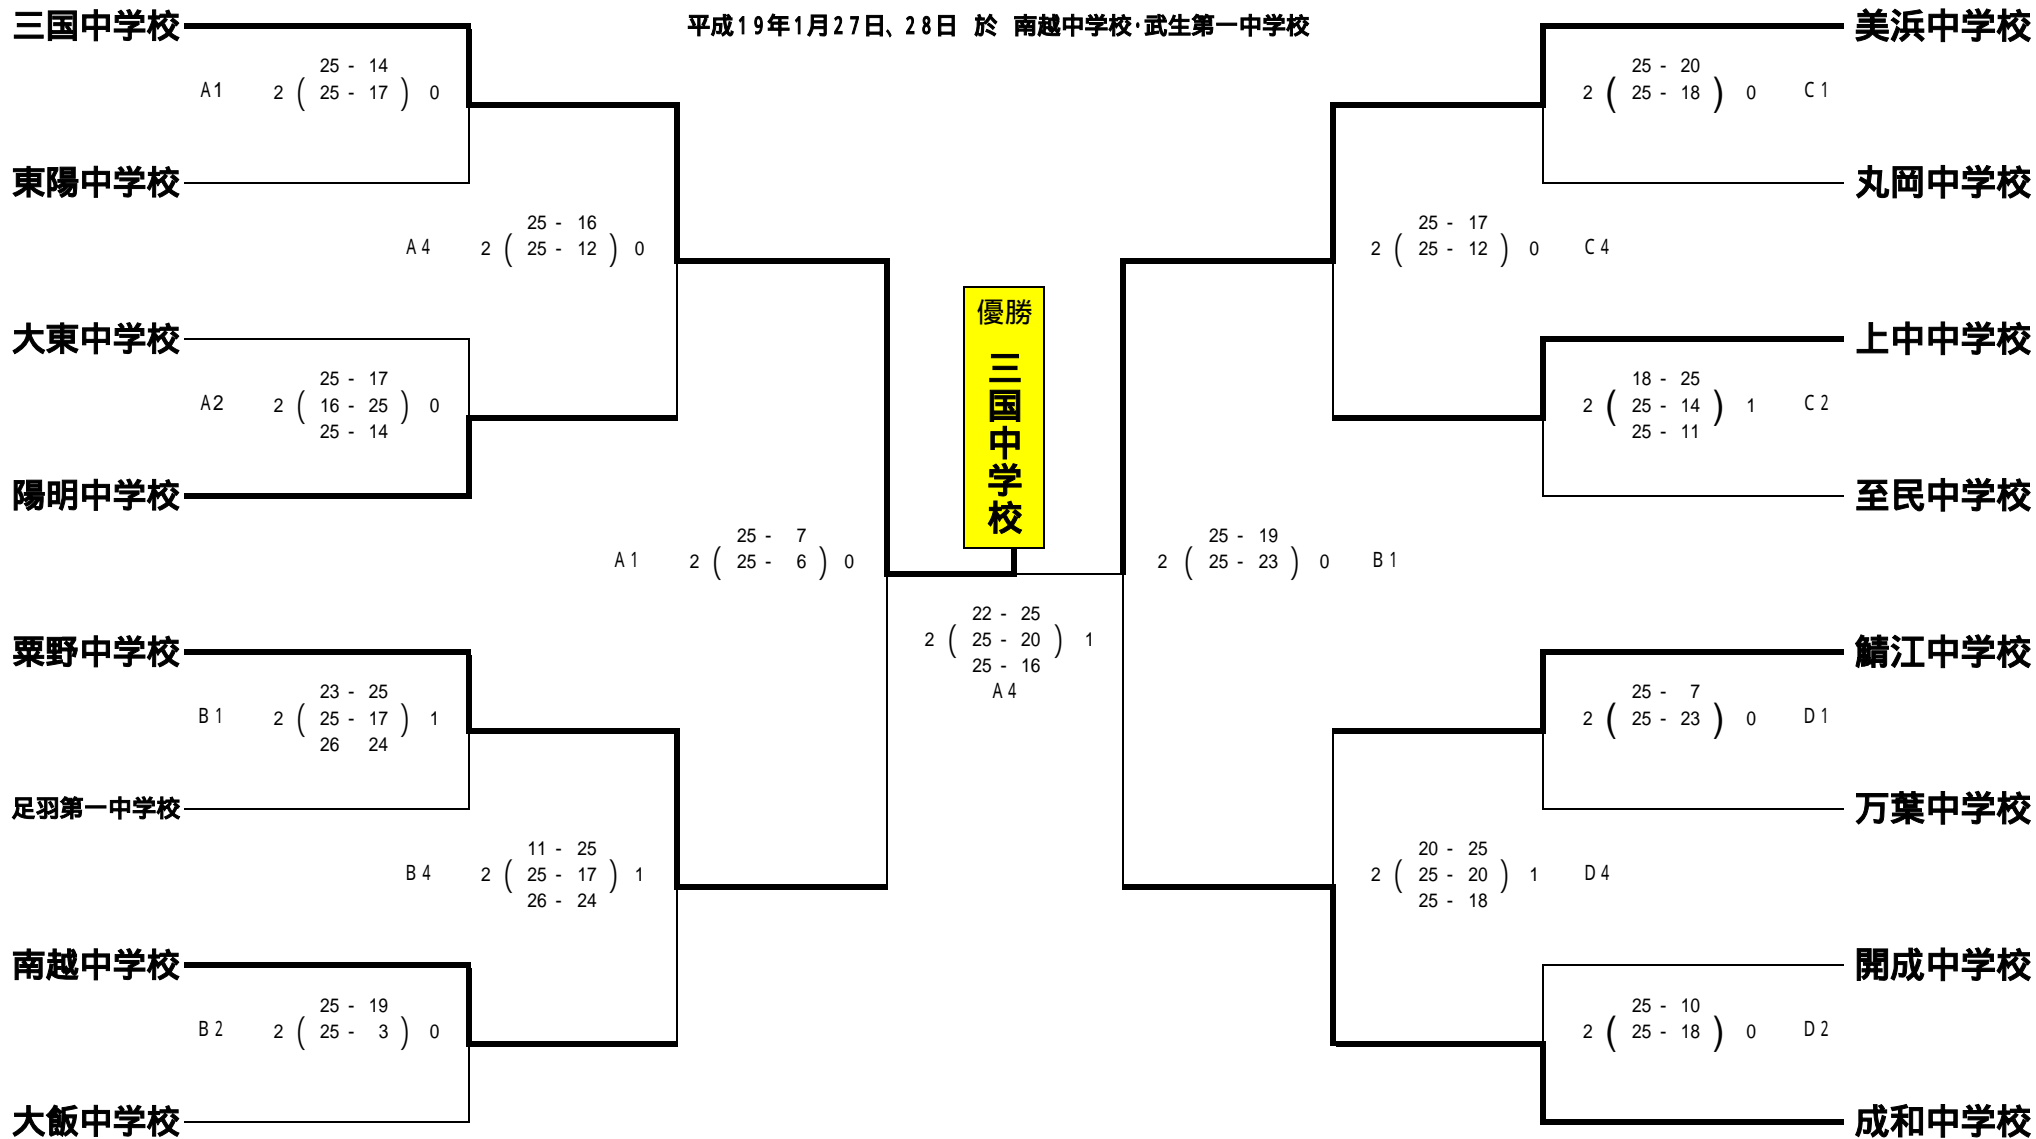 平成19年1月27日、28日 於 南越中学校・武生第一中学校
三国中学校
25 - 14
A1 2 ( 25 - 17 ) 0
東陽中学校
25 - 16
A4 2 ( 25 - 12 ) 0
大東中学校
25 - 17
A2 2 ( 16 - 25 ) 0
25 - 14
陽明中学校
25 - 7
A1 2 ( 25 - 6 ) 0
粟野中学校
23 - 25
B1 2 ( 25 - 17 ) 1
26 24
足羽第一中学校
11 - 25
B4 2 ( 25 - 17 ) 1
26 - 24
南越中学校
25 - 19
B2 2 ( 25 - 3 ) 0
大飯中学校
優勝
三国中学校
22 - 25
2 ( 25 - 20 ) 1
25 - 16
A4
美浜中学校
25 - 20
2 ( 25 - 18 ) 0 C1
丸岡中学校
25 - 17
2 ( 25 - 12 ) 0 C4
上中中学校
18 - 25
2 ( 25 - 14 ) 1 C2
25 - 11
至民中学校
25 - 19
2 ( 25 - 23 ) 0 B1
鯖江中学校
25 - 7
2 ( 25 - 23 ) 0 D1
万葉中学校
20 - 25
2 ( 25 - 20 ) 1 D4
25 - 18
開成中学校
25 - 10
2 ( 25 - 18 ) 0 D2
成和中学校